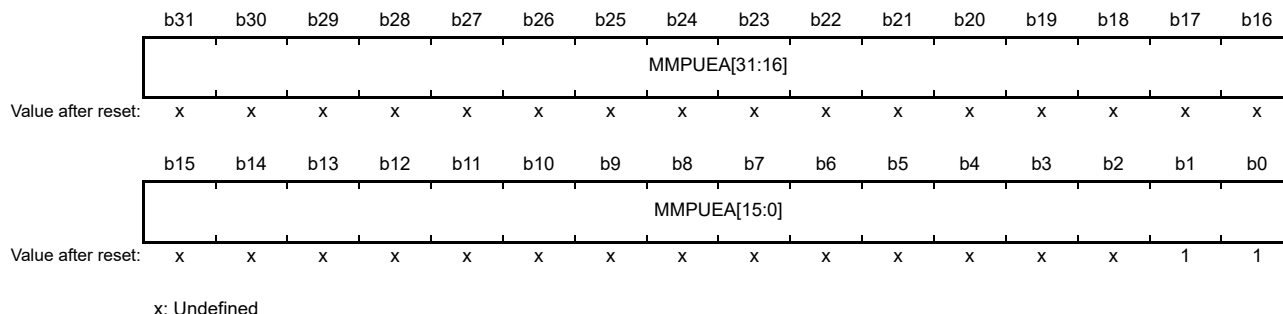 b31 b30 b29 b28 b27 b26 b25 b24 b23 b22 b21 b20 b19 b18 b17 b16
MMPUEA[31:16]
Value after reset: x x x x x x x x x x x x x x x x
b15 b14 b13 b12 b11 b10 b9 b8 b7 b6 b5 b4 b3 b2 b1 b0
MMPUEA[15:0]
Value after reset: x x x x x x x x x x x x x x 1 1
x: Undefined